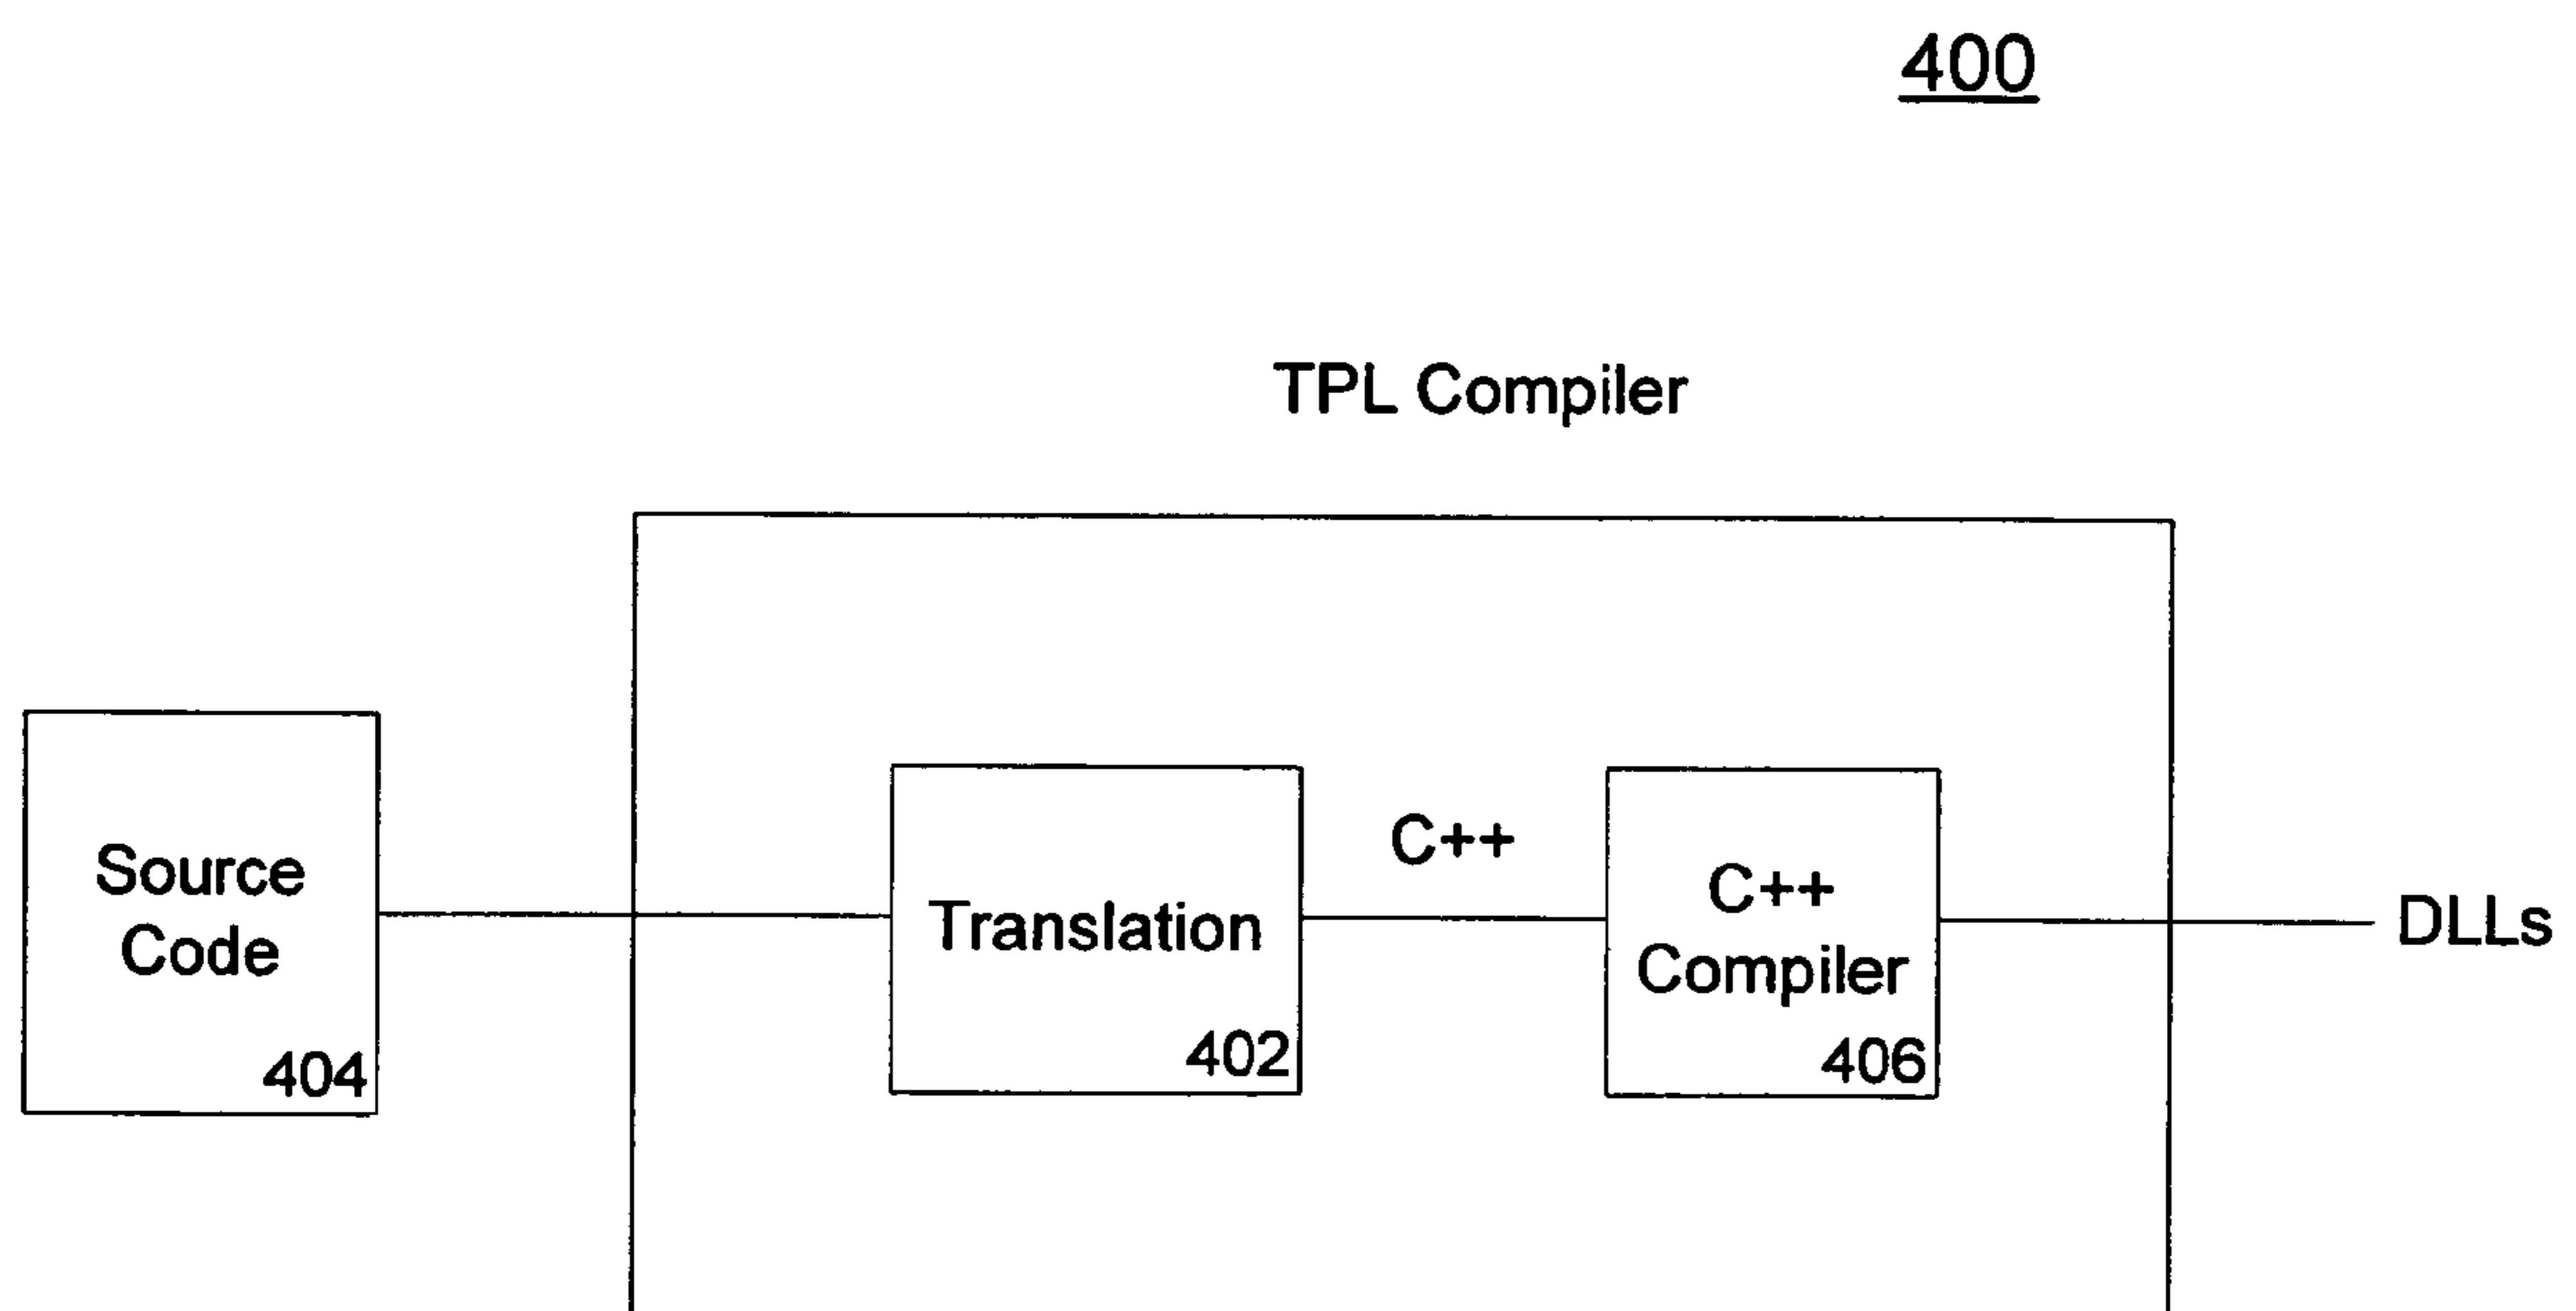 400
TPL Compiler
Source
Code
404
Translation
402
C++
C++
Compiler
406
DLLs